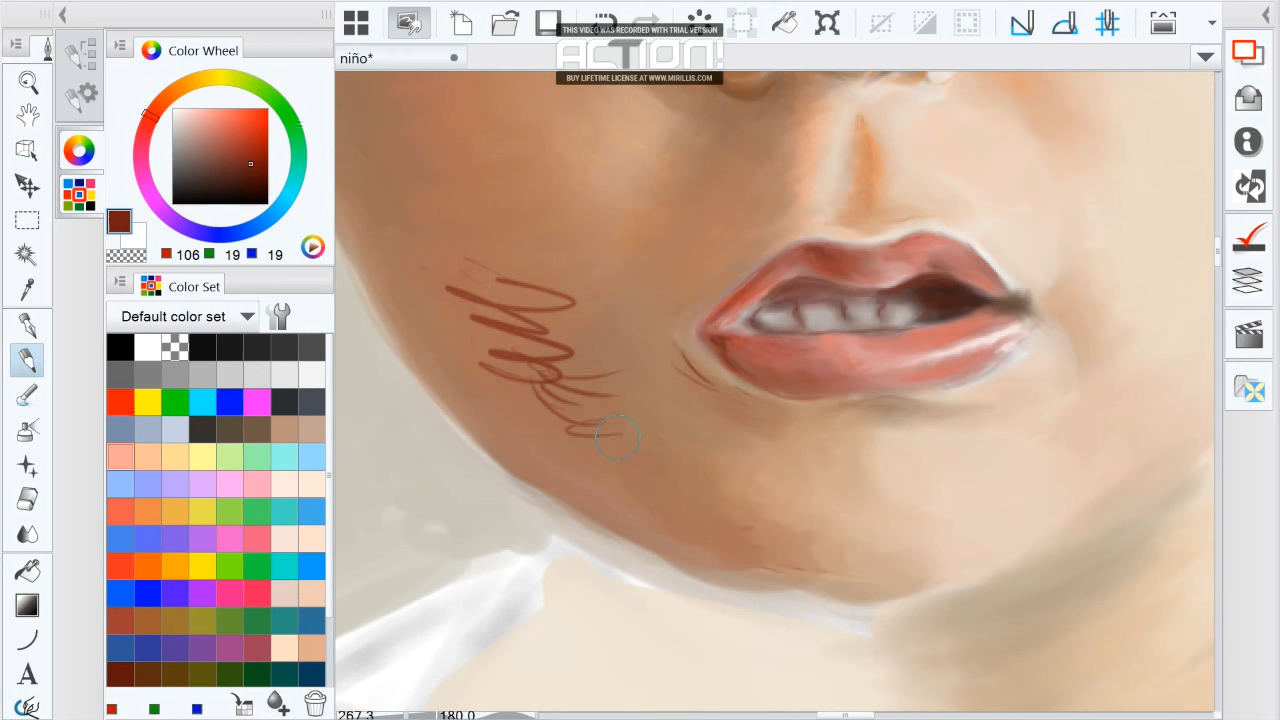 THIS VIDEO WAS RECORDED WITH TRIAL VERSION
ACTION!
BUY LIFETIME LICENSE AT WWW.MIRILLIS.COM
niño*
Color Wheel
106 19 19
Color Set
Default color set
A
267.3 180.0